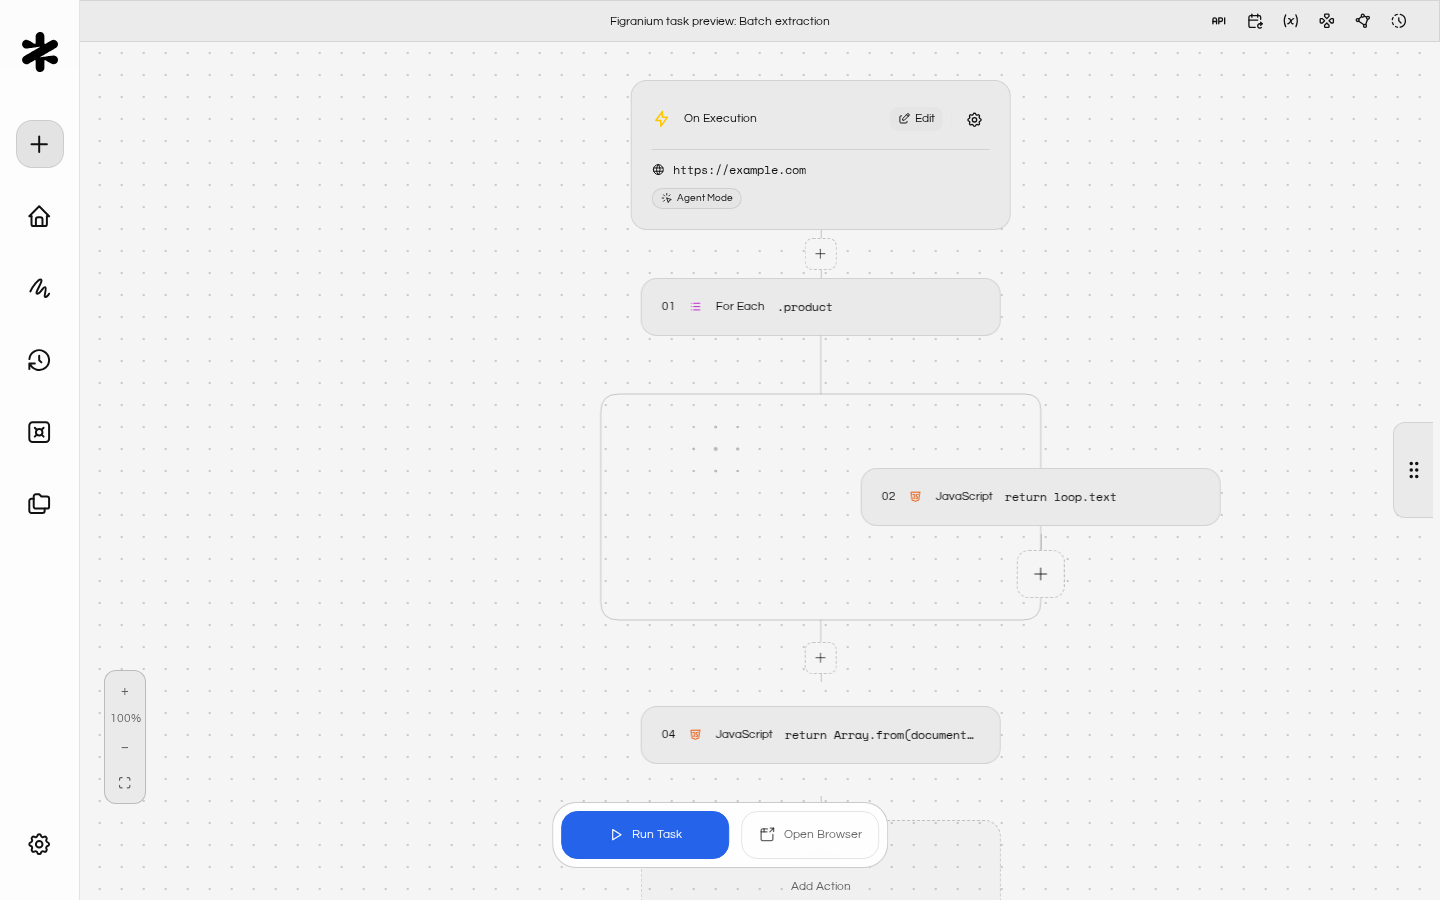 Figranium task preview: Batch extraction
API
On Execution
Edit
https://example.com
Agent Mode
01 For Each .product
02 JavaScript return loop.text
100%
04 JavaScript return Array.from(document…
Run Task
Open Browser
Add Action